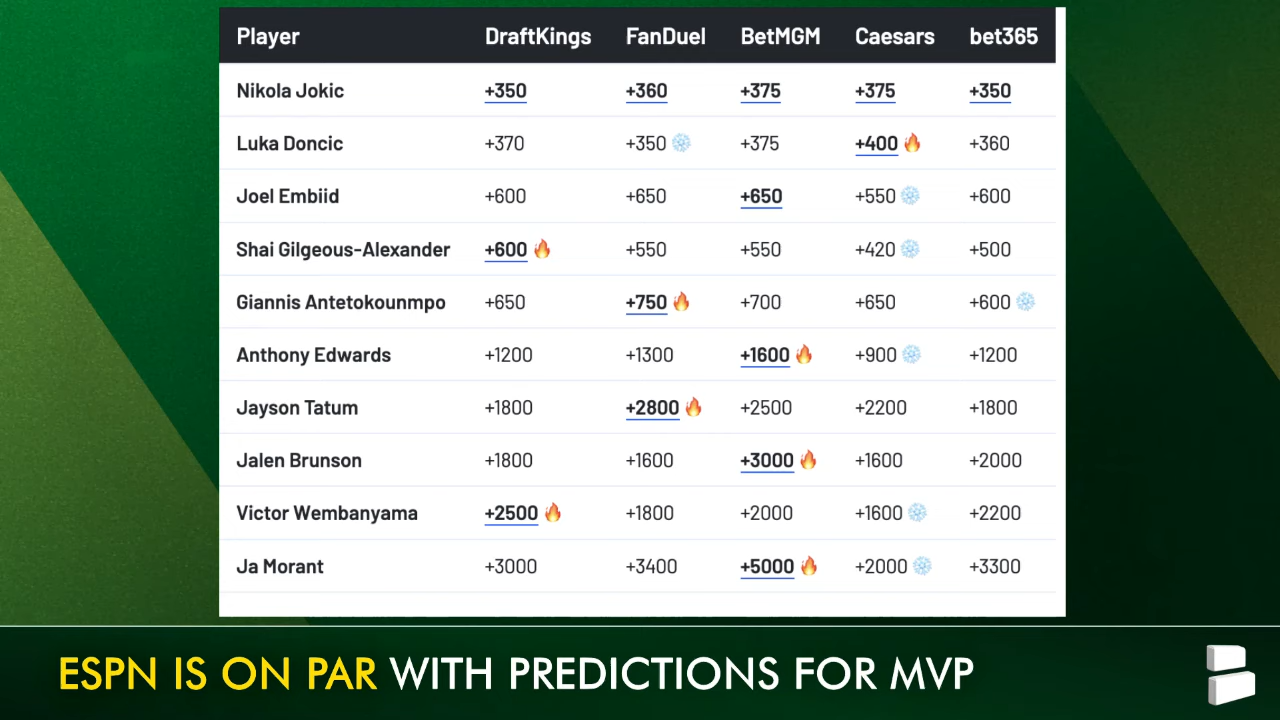 Player DraftKings FanDuel BetMGM Caesars bet365
Nikola Jokic +350 +360 +375 +375 +350
Luka Doncic +370 +350 +375 +400 +360
Joel Embiid +600 +650 +650 +550 +600
Shai Gilgeous-Alexander +600 +550 +550 +420 +500
Giannis Antetokounmpo +650 +750 +700 +650 +600
Anthony Edwards +1200 +1300 +1600 +900 +1200
Jayson Tatum +1800 +2800 +2500 +2200 +1800
Jalen Brunson +1800 +1600 +3000 +1600 +2000
Victor Wembanyama +2500 +1800 +2000 +1600 +2200
Ja Morant +3000 +3400 +5000 +2000 +3300
ESPN IS ON PAR WITH PREDICTIONS FOR MVP